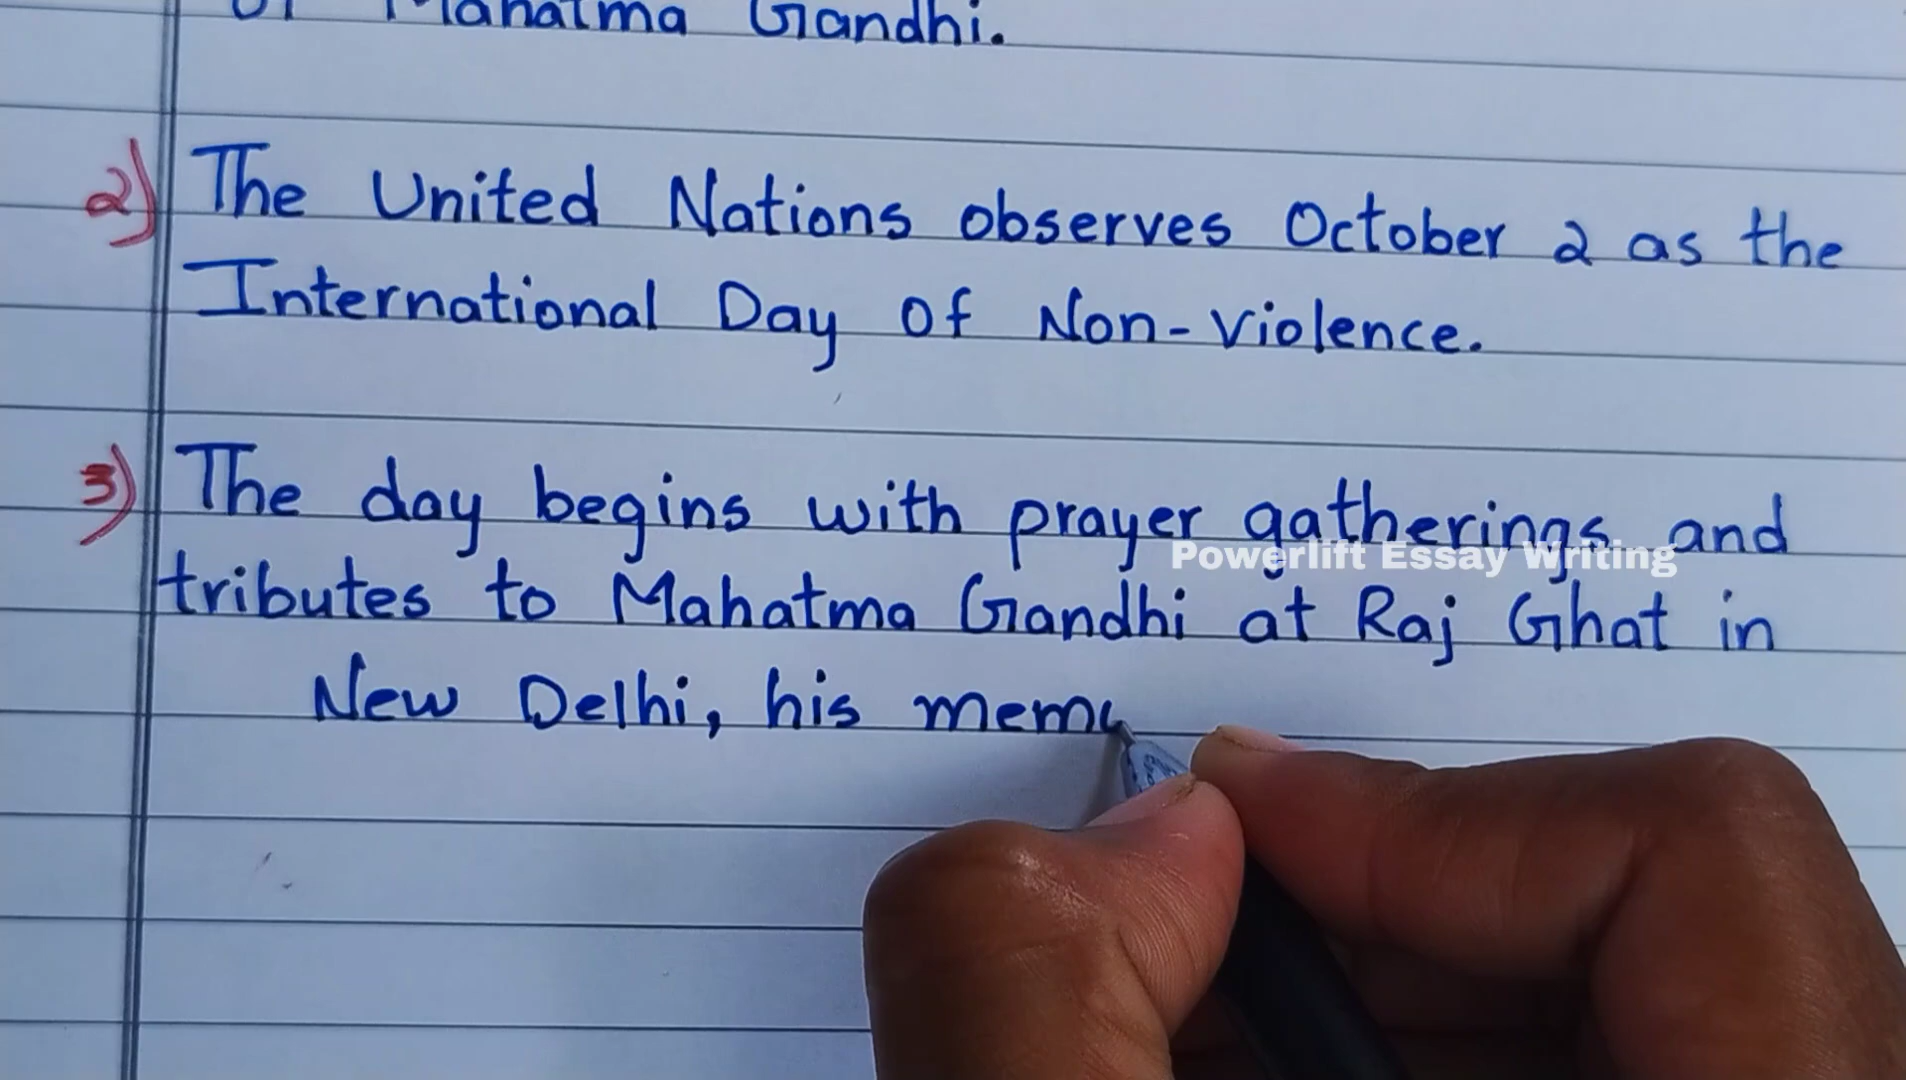 of Mahatma Gandhi.
2) The United Nations observes October 2 as the
International Day of Non-violence.
3) The day begins with prayer gatherings and
Powerlift Essay Writing
tributes to Mahatma Gandhi at Raj Ghat in
New Delhi, his